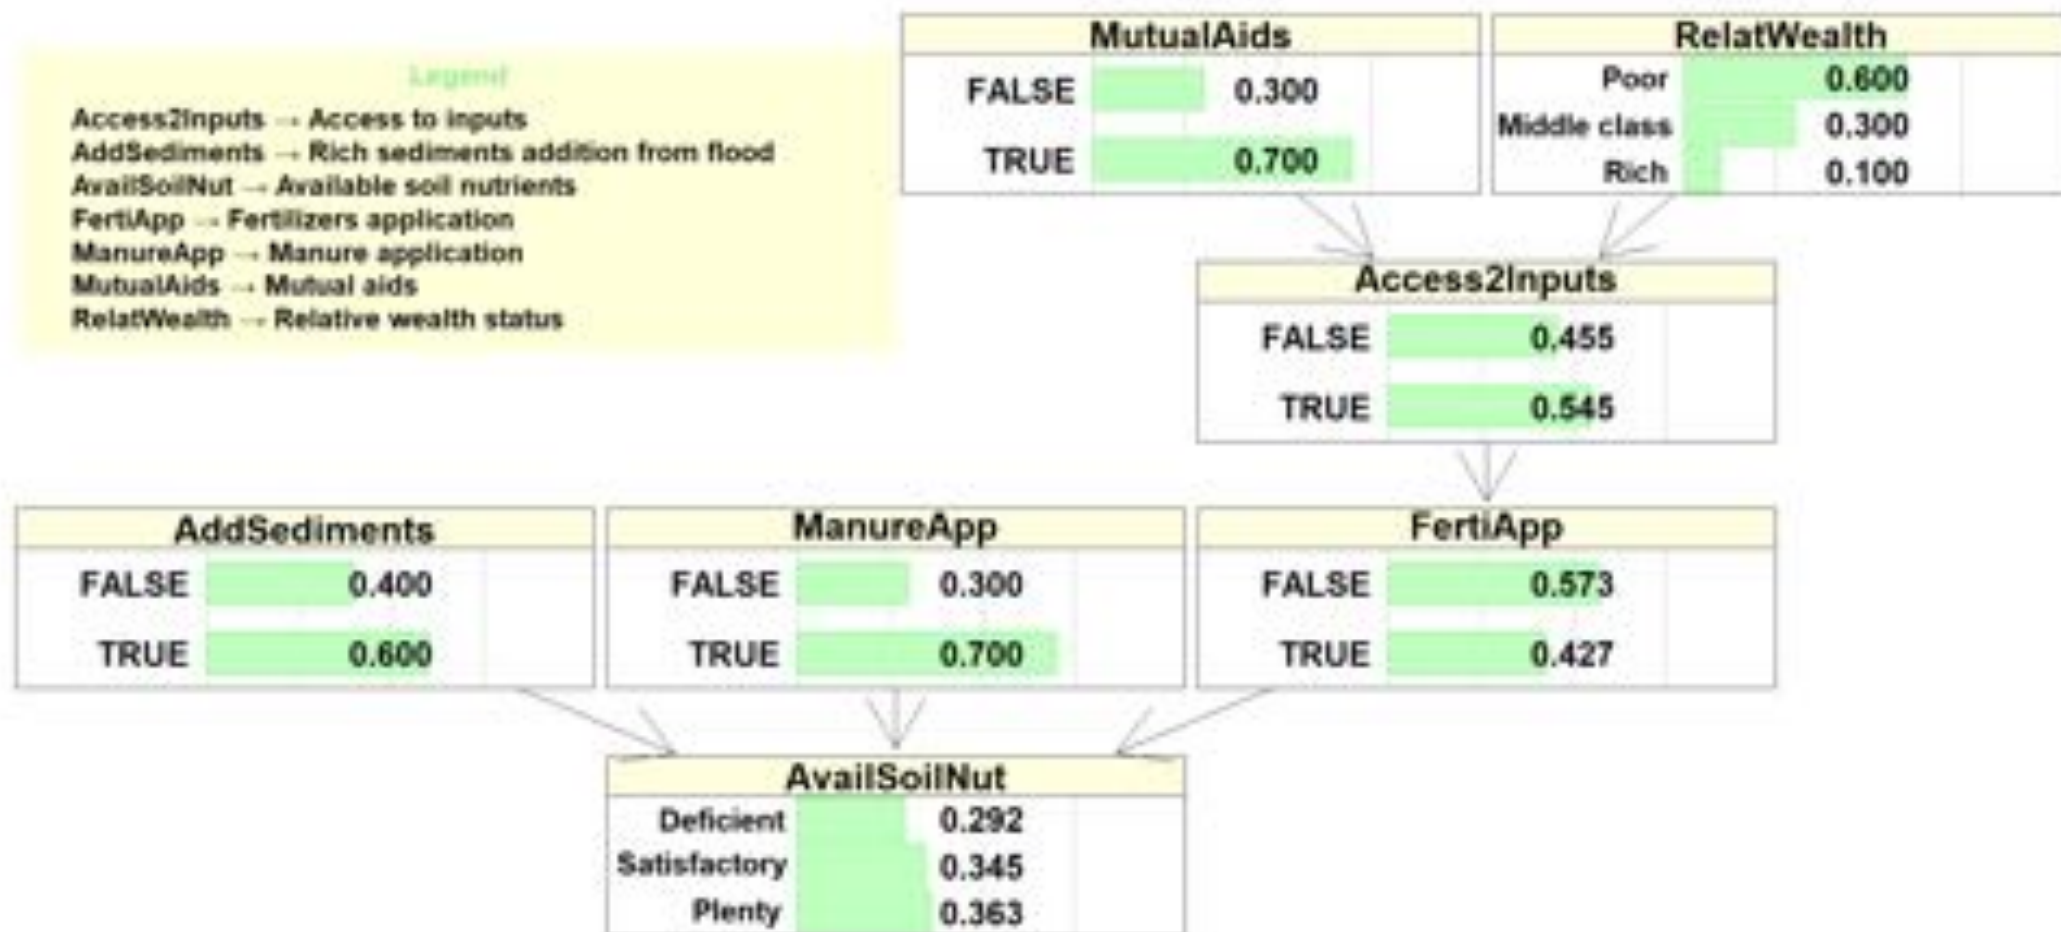 Legend
Access2Inputs → Access to inputs
AddSediments → Rich sediments addition from flood
AvailSoilNut → Available soil nutrients
FertiApp → Fertilizers application
ManureApp → Manure application
MutualAids → Mutual aids
RelatWealth → Relative wealth status
MutualAids
FALSE 0.300
TRUE 0.700
RelatWealth
Poor 0.600
Middle class 0.300
Rich 0.100
Access2Inputs
FALSE 0.455
TRUE 0.545
AddSediments
FALSE 0.400
TRUE 0.600
ManureApp
FALSE 0.300
TRUE 0.700
FertiApp
FALSE 0.573
TRUE 0.427
AvailSoilNut
Deficient 0.292
Satisfactory 0.345
Plenty 0.363